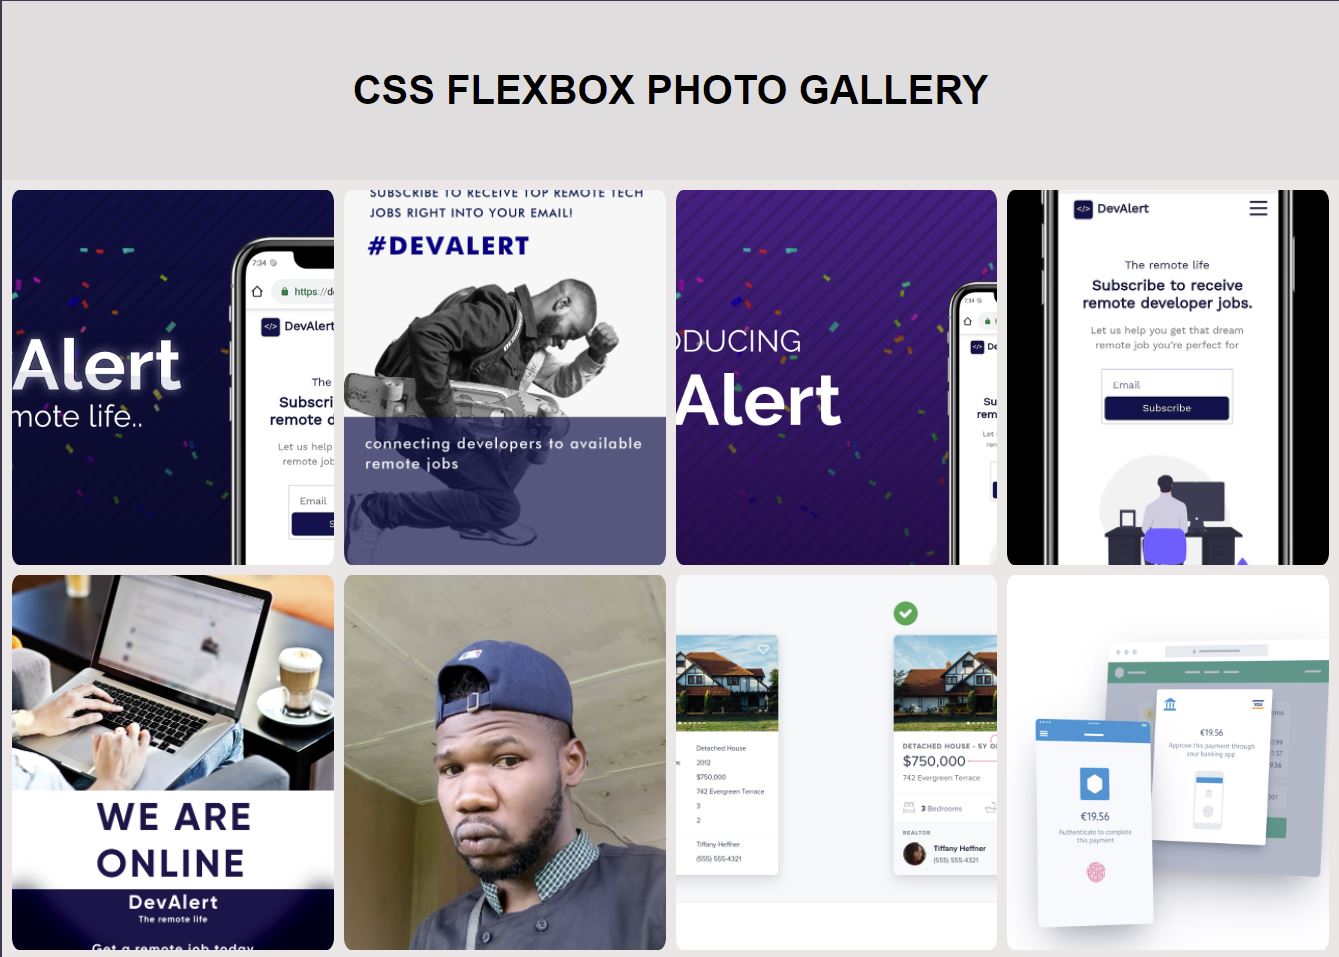 CSS FLEXBOX PHOTO GALLERY
Alert
mote life..
7:34
https://de
DevAlert
The
Subscri
remote d
Let us help
remote job
Email
S
SUBSCRIBE TO RECEIVE TOP REMOTE TECH
JOBS RIGHT INTO YOUR EMAIL!
#DEVALERT
connecting developers to available
remote jobs
ODUCING
Alert
7:34
De
Su
rem
Let
ren
DevAlert
The remote life
Subscribe to receive
remote developer jobs.
Let us help you get that dream
remote job you're perfect for
Email
Subscribe
WE ARE
ONLINE
DevAlert
The remote life
Get a remote job today
Detached House
2012
$750,000
742 Evergreen Terrace
3
2
Tiffany Heffner
(555) 555-4321
DETACHED HOUSE • 5Y OL
$750,000
742 Evergreen Terrace
3 Bedrooms
REALTOR
Tiffany Heffner
(555) 555-4321
€19.56
Authenticate to complete
this payment
VISA
€19.56
Approve this payment through
your banking app